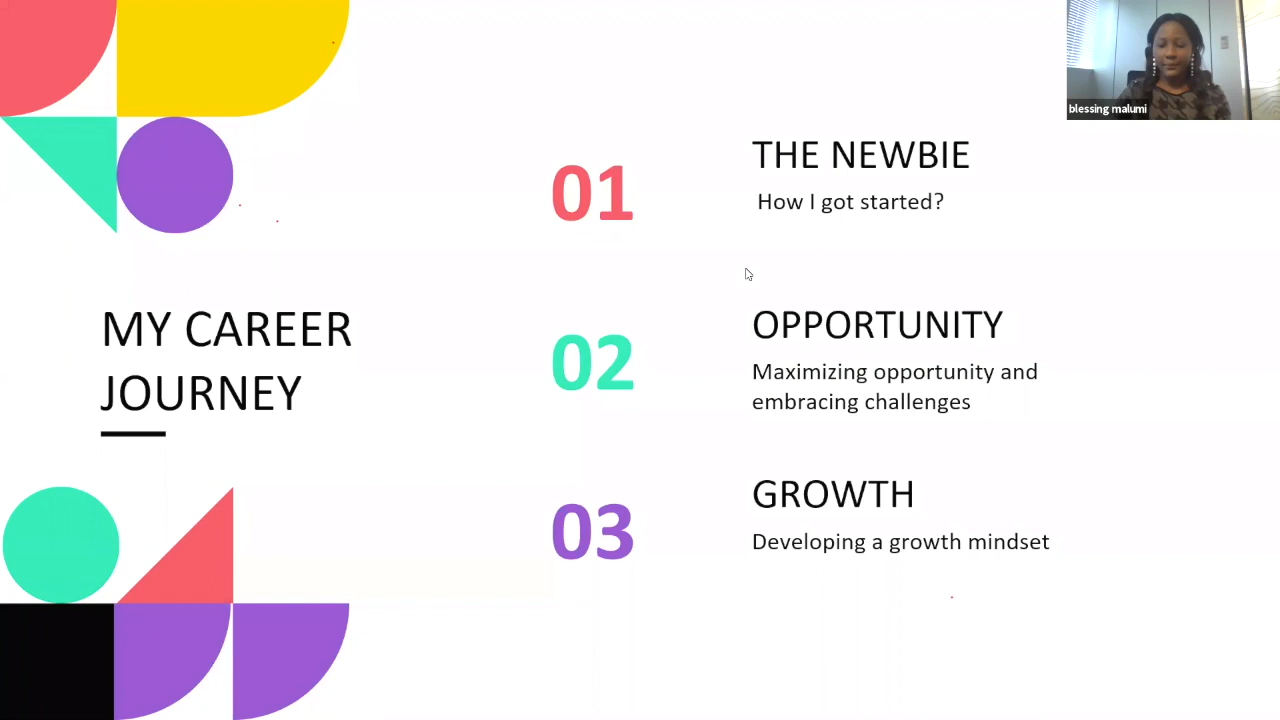 blessing malumi
MY CAREER
JOURNEY
01
THE NEWBIE
How I got started?
02
OPPORTUNITY
Maximizing opportunity and
embracing challenges
03
GROWTH
Developing a growth mindset